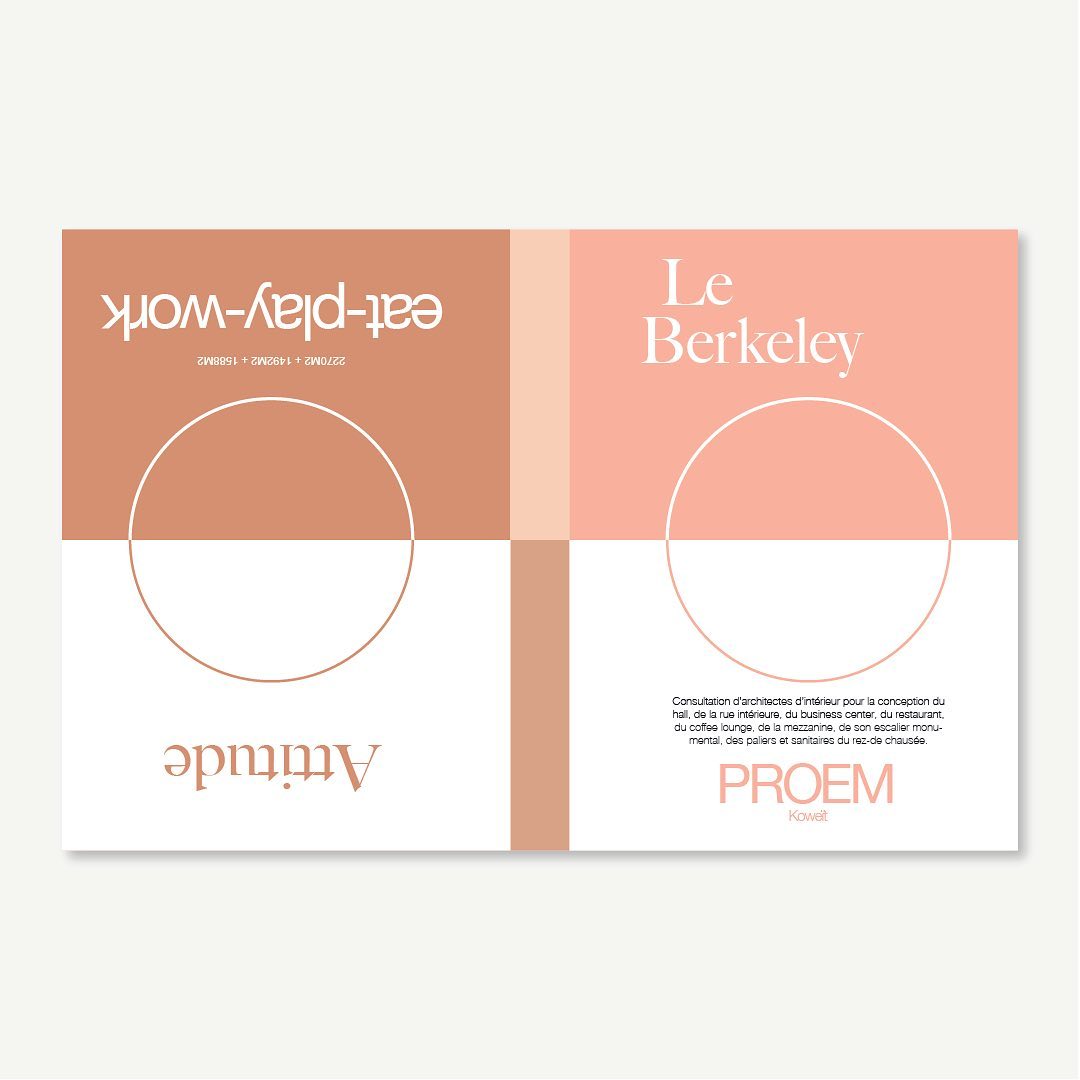 Le
Berkeley
Consultation d'architectes d'intérieur pour la conception du
hall, de la rue intérieure, du business center, du restaurant,
du coffee lounge, de la mezzanine, de son escalier monu-
mental, des paliers et sanitaires du rez-de chausée.
PROEM
Koweït
Attitude
2270M2 + 1492M2 + 1588M2
eat-play-work